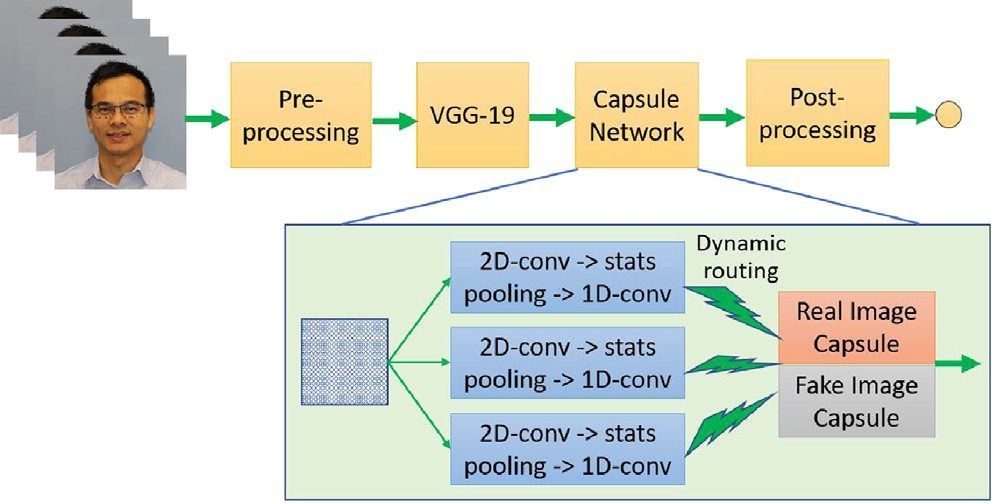 Pre-
processing
VGG-19
Capsule
Network
Post-
processing
2D-conv -> stats
pooling -> 1D-conv
2D-conv -> stats
pooling -> 1D-conv
2D-conv -> stats
pooling -> 1D-conv
Dynamic
routing
Real Image
Capsule
Fake Image
Capsule